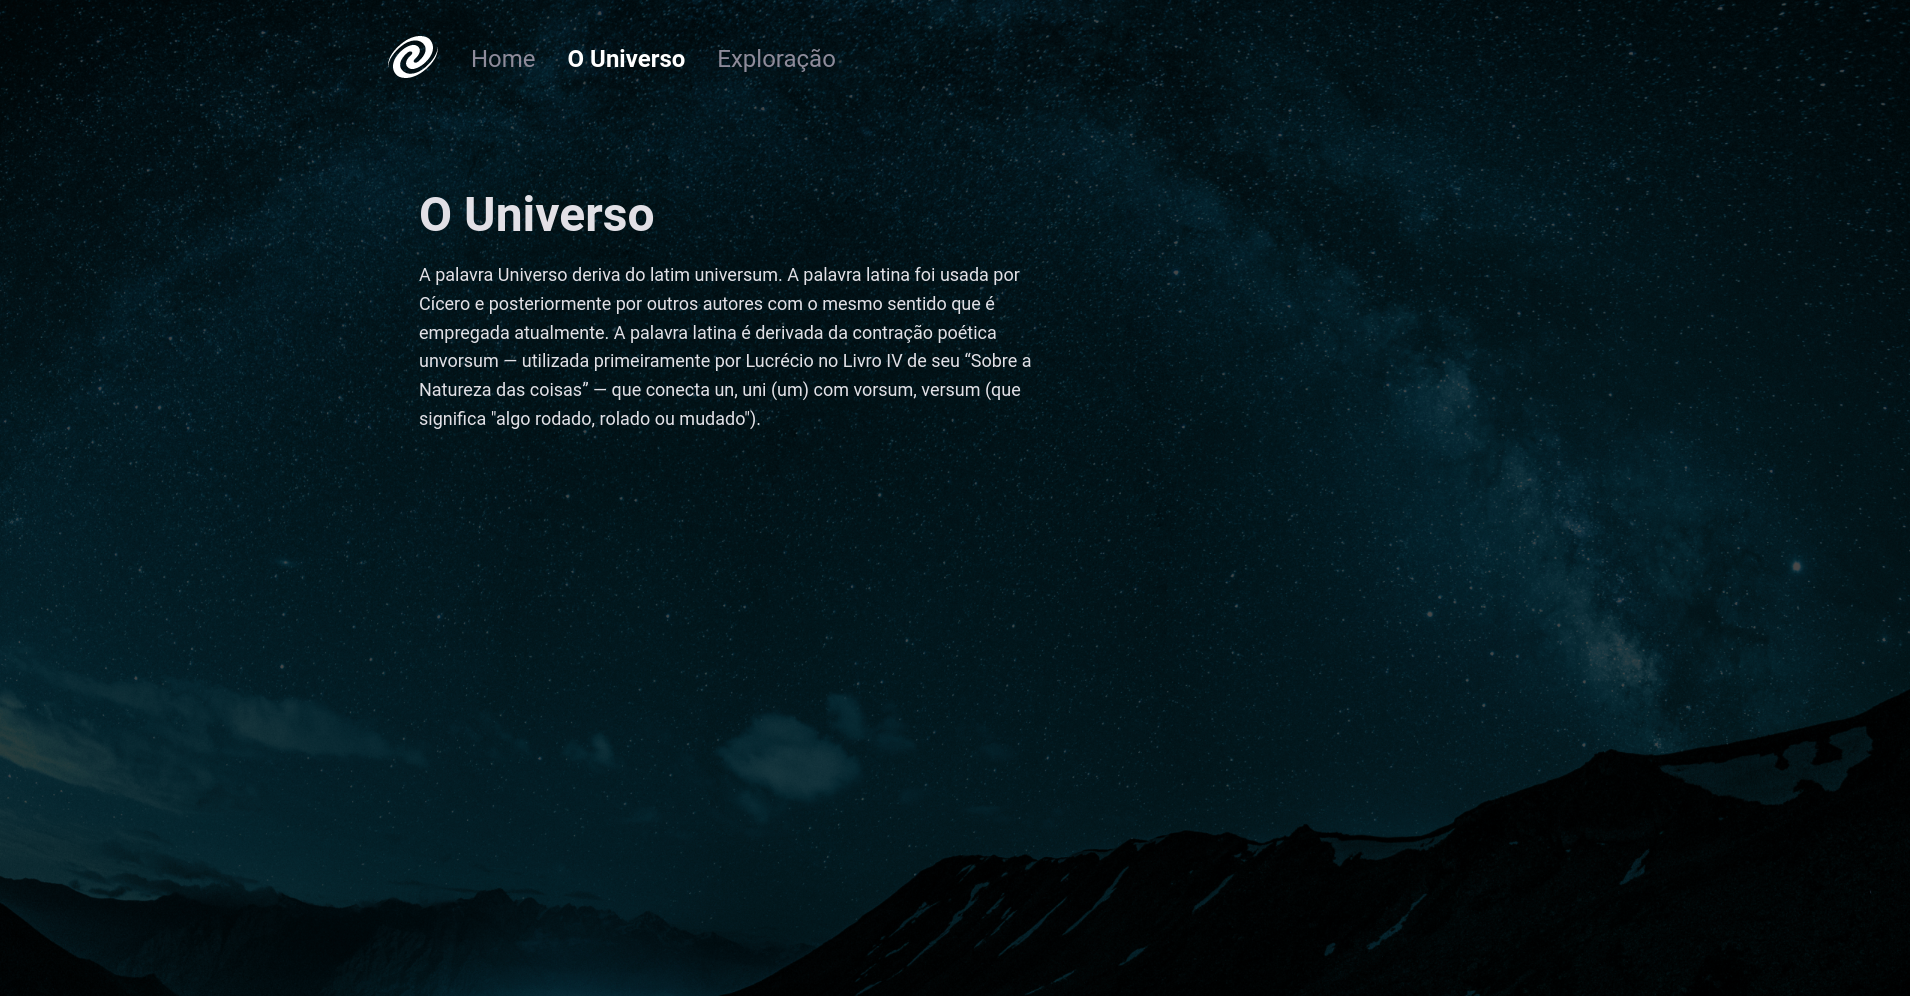 Home O Universo Exploração
O Universo
A palavra Universo deriva do latim universum. A palavra latina foi usada por
Cícero e posteriormente por outros autores com o mesmo sentido que é
empregada atualmente. A palavra latina é derivada da contração poética
unvorsum — utilizada primeiramente por Lucrécio no Livro IV de seu “Sobre a
Natureza das coisas” — que conecta un, uni (um) com vorsum, versum (que
significa "algo rodado, rolado ou mudado").